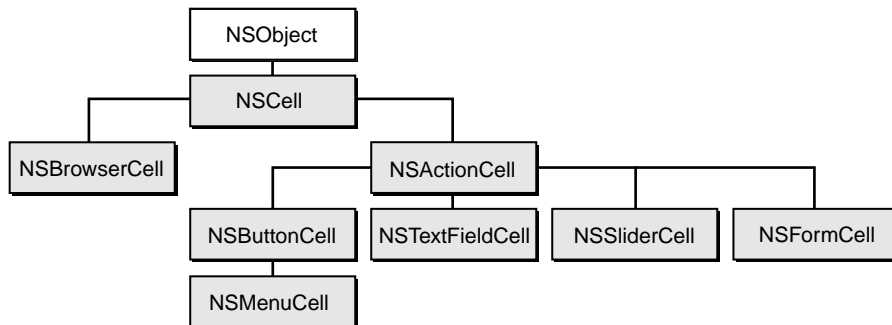 NSObject
NSCell
NSBrowserCell
NSActionCell
NSButtonCell
NSTextFieldCell
NSSliderCell
NSFormCell
NSMenuCell